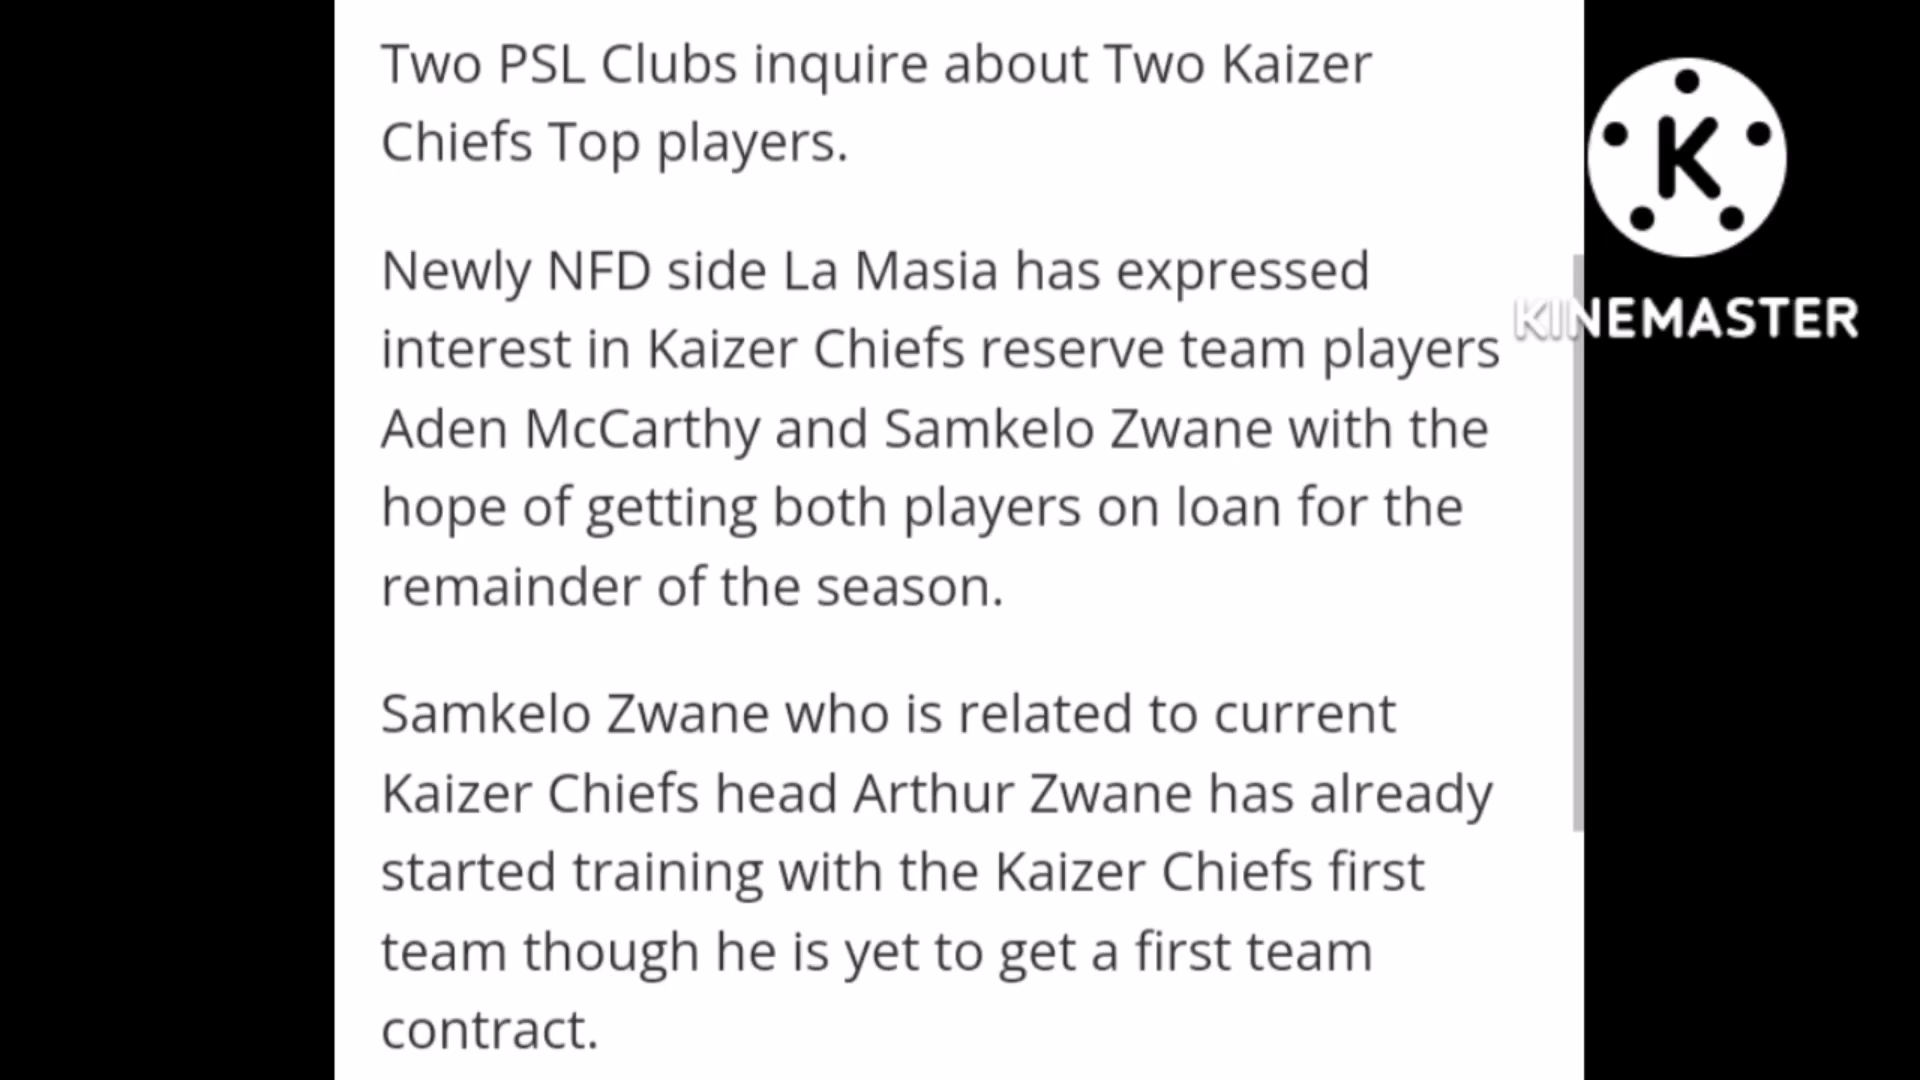 Two PSL Clubs inquire about Two Kaizer
Chiefs Top players.
Newly NFD side La Masia has expressed
interest in Kaizer Chiefs reserve team players
Aden McCarthy and Samkelo Zwane with the
hope of getting both players on loan for the
remainder of the season.
Samkelo Zwane who is related to current
Kaizer Chiefs head Arthur Zwane has already
started training with the Kaizer Chiefs first
team though he is yet to get a first team
contract.
K
KINEMASTER